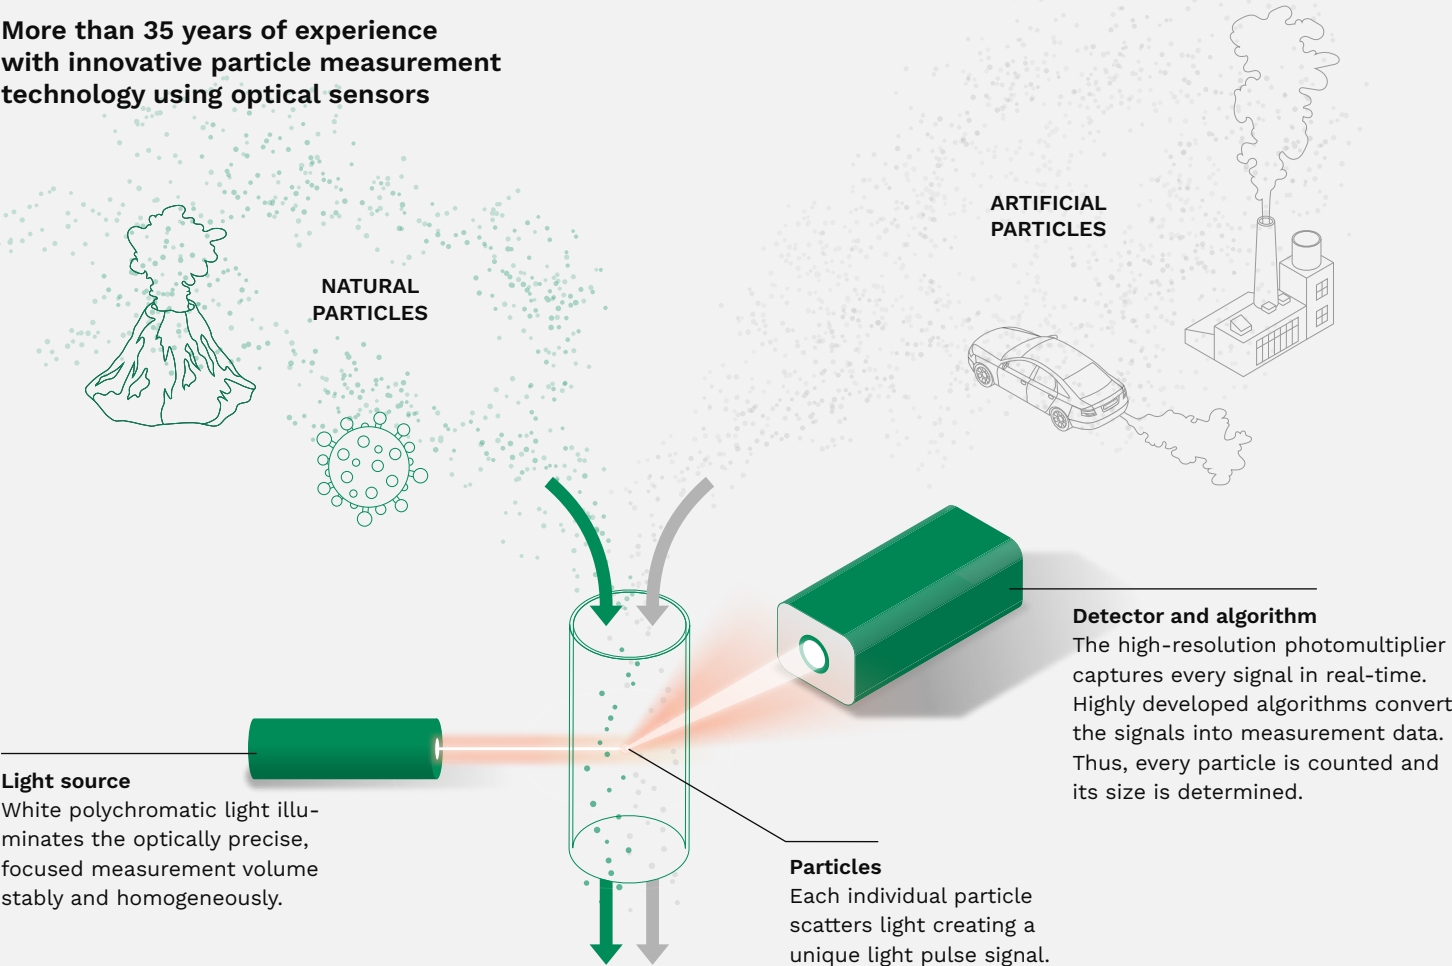 More than 35 years of experience
with innovative particle measurement
technology using optical sensors
NATURAL
PARTICLES
ARTIFICIAL
PARTICLES
Light source
White polychromatic light illu-
minates the optically precise,
focused measurement volume
stably and homogeneously.
Particles
Each individual particle
scatters light creating a
unique light pulse signal.
Detector and algorithm
The high-resolution photomultiplier
captures every signal in real-time.
Highly developed algorithms convert
the signals into measurement data.
Thus, every particle is counted and
its size is determined.